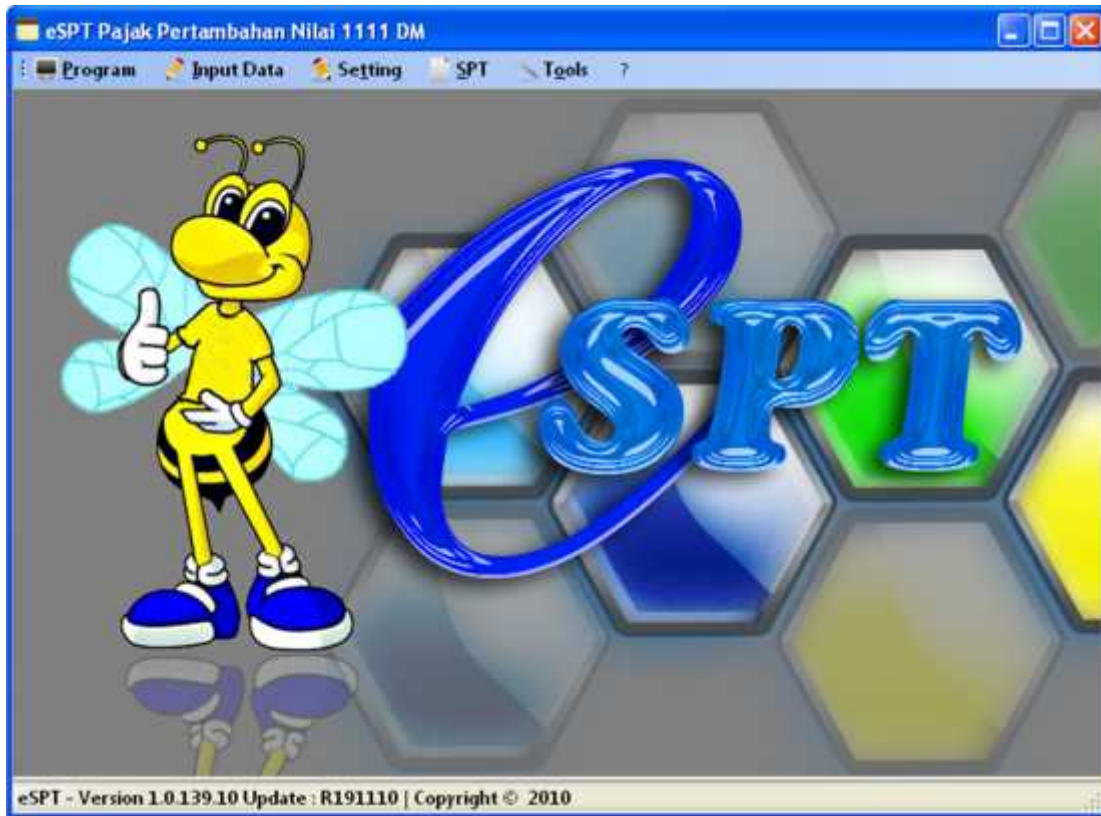 eSPT Pajak Pertambahan Nilai 1111 DM
Program Input Data Setting SPT Tools ?
eSPT
eSPT - Version 1.0.139.10 Update : R191110 | Copyright © 2010